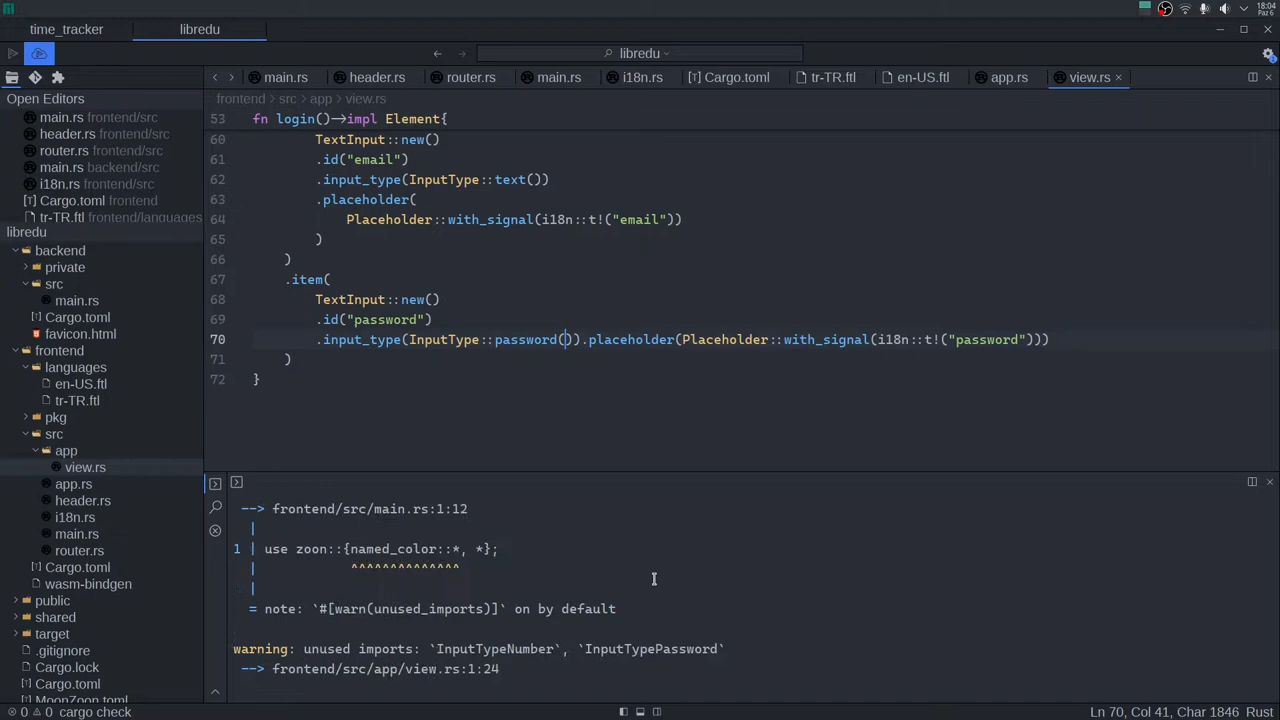 18:04
Paz 6
time_tracker
libredu
libredu
main.rs
header.rs
router.rs
main.rs
i18n.rs
Cargo.toml
tr-TR.ftl
en-US.ftl
app.rs
view.rs
Open Editors
main.rs frontend/src
header.rs frontend/src
router.rs frontend/src
main.rs backend/src
i18n.rs frontend/src
Cargo.toml frontend
tr-TR.ftl frontend/languages
libredu
backend
private
src
main.rs
Cargo.toml
favicon.html
frontend
languages
en-US.ftl
tr-TR.ftl
pkg
src
app
view.rs
app.rs
header.rs
i18n.rs
main.rs
router.rs
Cargo.toml
wasm-bindgen
public
shared
target
.gitignore
Cargo.lock
Cargo.toml
MoonZoon.toml
frontend src app view.rs
53 fn login()->impl Element{
60 TextInput::new()
61 .id("email")
62 .input_type(InputType::text())
63 .placeholder(
64 Placeholder::with_signal(i18n::t!("email"))
65 )
66 )
67 .item(
68 TextInput::new()
69 .id("password")
70 .input_type(InputType::password()).placeholder(Placeholder::with_signal(i18n::t!("password")))
71 )
72 }
--> frontend/src/main.rs:1:12
|
1 | use zoon::{named_color::*, *};
| ^^^^^^^^^^^^^^
|
= note: `#[warn(unused_imports)]` on by default
warning: unused imports: `InputTypeNumber`, `InputTypePassword`
--> frontend/src/app/view.rs:1:24
0 0 cargo check
Ln 70, Col 41, Char 1846 Rust